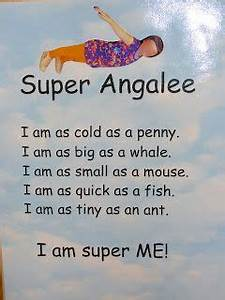 Super Angalee
I am as cold as a penny.
I am as big as a whale.
I am as small as a mouse.
I am as quick as a fish.
I am as tiny as an ant.
I am super ME!